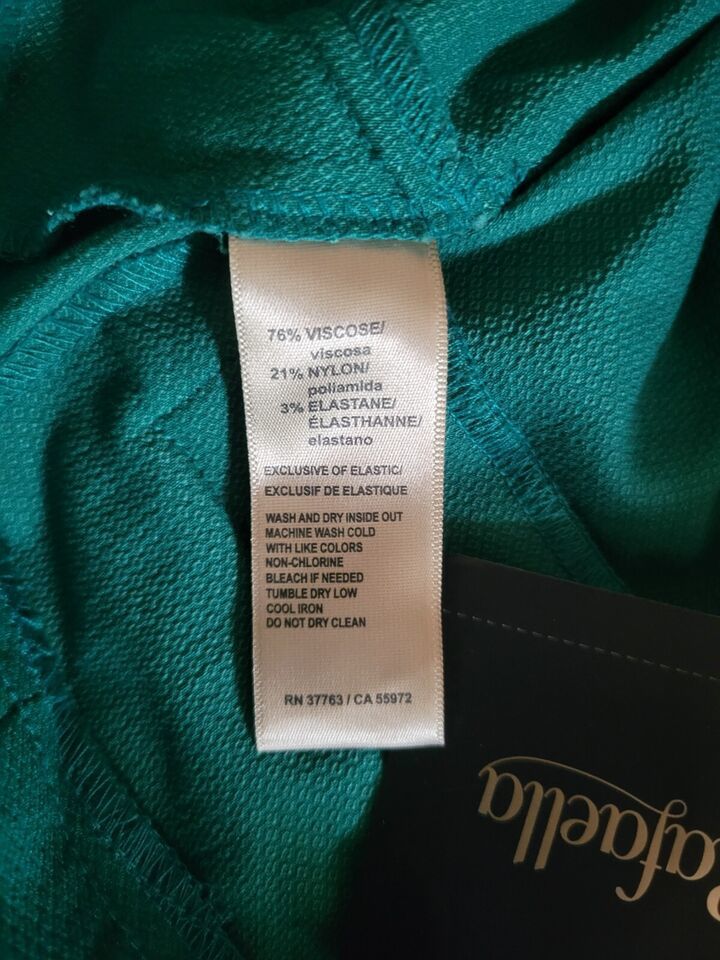 76% VISCOSE/
viscosa
21% NYLON/
poliamida
3% ELASTANE/
ÉLASTHANNE/
elastano
EXCLUSIVE OF ELASTIC/
EXCLUSIF DE ELASTIQUE
WASH AND DRY INSIDE OUT
MACHINE WASH COLD
WITH LIKE COLORS
NON-CHLORINE
BLEACH IF NEEDED
TUMBLE DRY LOW
COOL IRON
DO NOT DRY CLEAN
RN 37763 / CA 55972
Rafaella